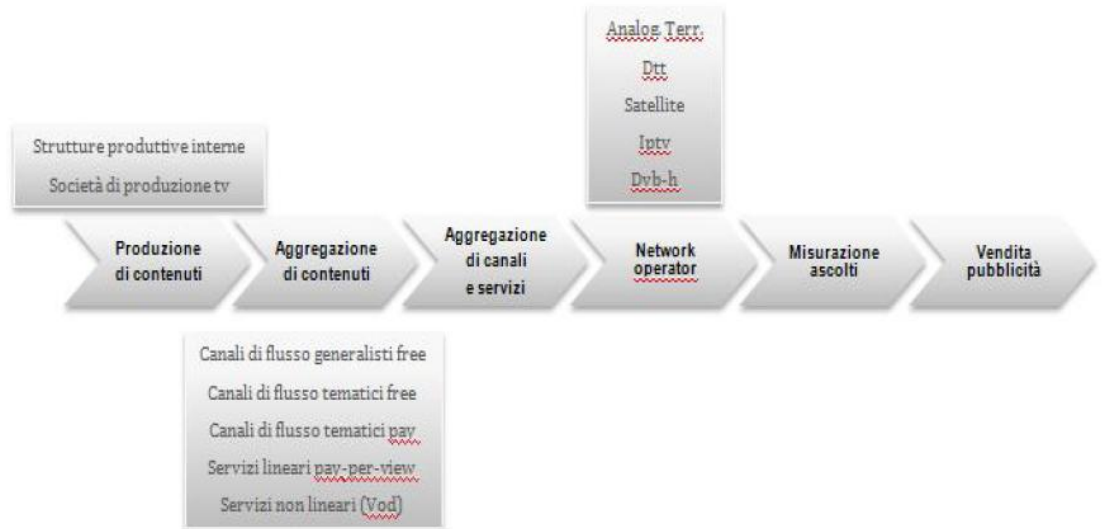 Analog. Terr.
Dtt
Satellite
Iptv
Dvb-h
Strutture produttive interne
Società di produzione tv
Produzione
di contenuti
Aggregazione
di contenuti
Aggregazione
di canali
e servizi
Network
operator
Misurazione
ascolti
Vendita
pubblicità
Canali di flusso generalisti free
Canali di flusso tematici free
Canali di flusso tematici pay
Servizi lineari pay-per-view
Servizi non lineari (Vod)